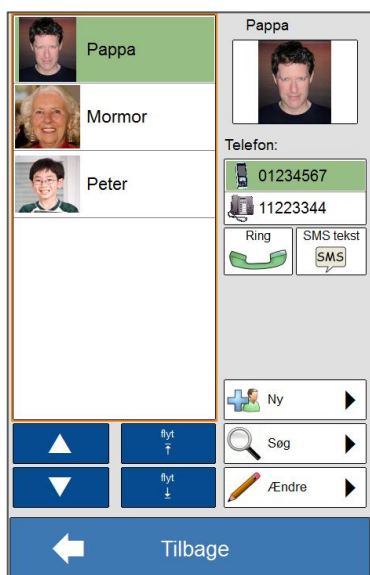 Pappa
Mormor
Peter
Pappa
Telefon:
01234567
11223344
Ring
SMS tekst
SMS
Ny
Søg
Ændre
flyt
flyt
Tilbage